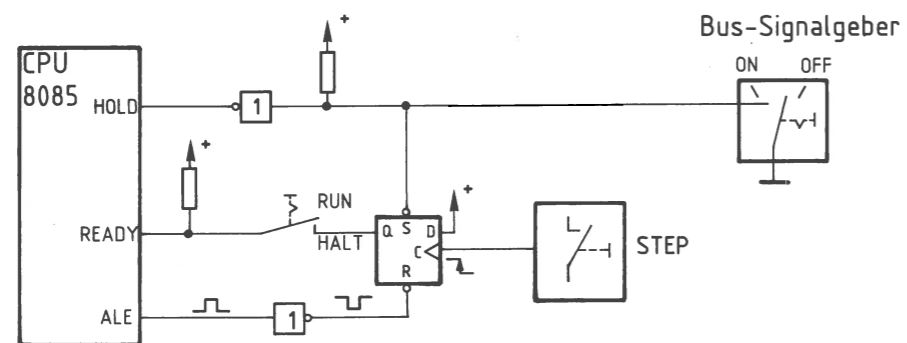 Bus-Signalgeber
ON OFF
CPU
8085
HOLD
1
+
+
READY
RUN
HALT
Q S D
+
C
R
STEP
ALE
1